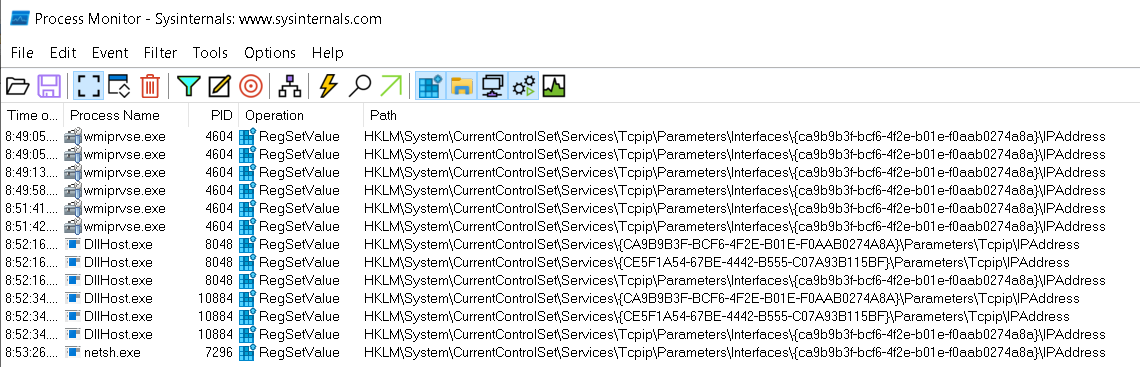 Process Monitor - Sysinternals: www.sysinternals.com
File Edit Event Filter Tools Options Help
Time o... Process Name PID Operation Path
8:49:05.... wmiprvse.exe 4604 RegSetValue HKLM\System\CurrentControlSet\Services\Tcpip\Parameters\Interfaces\{ca9b9b3f-bcf6-4f2e-b01e-f0aab0274a8a}\IPAddress
8:49:05.... wmiprvse.exe 4604 RegSetValue HKLM\System\CurrentControlSet\Services\Tcpip\Parameters\Interfaces\{ca9b9b3f-bcf6-4f2e-b01e-f0aab0274a8a}\IPAddress
8:49:13.... wmiprvse.exe 4604 RegSetValue HKLM\System\CurrentControlSet\Services\Tcpip\Parameters\Interfaces\{ca9b9b3f-bcf6-4f2e-b01e-f0aab0274a8a}\IPAddress
8:49:58.... wmiprvse.exe 4604 RegSetValue HKLM\System\CurrentControlSet\Services\Tcpip\Parameters\Interfaces\{ca9b9b3f-bcf6-4f2e-b01e-f0aab0274a8a}\IPAddress
8:51:41.... wmiprvse.exe 4604 RegSetValue HKLM\System\CurrentControlSet\Services\Tcpip\Parameters\Interfaces\{ca9b9b3f-bcf6-4f2e-b01e-f0aab0274a8a}\IPAddress
8:51:42.... wmiprvse.exe 4604 RegSetValue HKLM\System\CurrentControlSet\Services\Tcpip\Parameters\Interfaces\{ca9b9b3f-bcf6-4f2e-b01e-f0aab0274a8a}\IPAddress
8:52:16.... DllHost.exe 8048 RegSetValue HKLM\System\CurrentControlSet\Services\{CA9B9B3F-BCF6-4F2E-B01E-F0AAB0274A8A}\Parameters\Tcpip\IPAddress
8:52:16.... DllHost.exe 8048 RegSetValue HKLM\System\CurrentControlSet\Services\{CE5F1A54-67BE-4442-B555-C07A93B115BF}\Parameters\Tcpip\IPAddress
8:52:16.... DllHost.exe 8048 RegSetValue HKLM\System\CurrentControlSet\Services\Tcpip\Parameters\Interfaces\{ca9b9b3f-bcf6-4f2e-b01e-f0aab0274a8a}\IPAddress
8:52:34.... DllHost.exe 10884 RegSetValue HKLM\System\CurrentControlSet\Services\{CA9B9B3F-BCF6-4F2E-B01E-F0AAB0274A8A}\Parameters\Tcpip\IPAddress
8:52:34.... DllHost.exe 10884 RegSetValue HKLM\System\CurrentControlSet\Services\{CE5F1A54-67BE-4442-B555-C07A93B115BF}\Parameters\Tcpip\IPAddress
8:52:34.... DllHost.exe 10884 RegSetValue HKLM\System\CurrentControlSet\Services\Tcpip\Parameters\Interfaces\{ca9b9b3f-bcf6-4f2e-b01e-f0aab0274a8a}\IPAddress
8:53:26.... netsh.exe 7296 RegSetValue HKLM\System\CurrentControlSet\Services\Tcpip\Parameters\Interfaces\{ca9b9b3f-bcf6-4f2e-b01e-f0aab0274a8a}\IPAddress